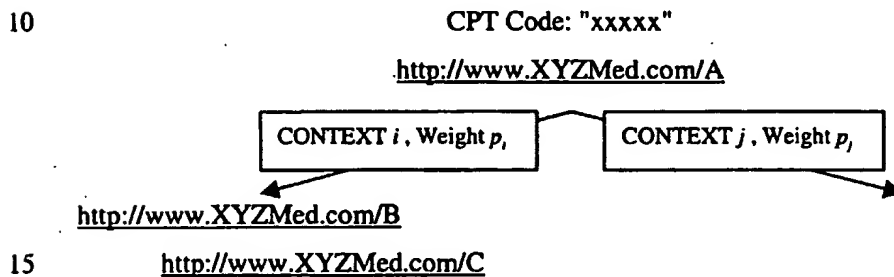 10 CPT Code: "xxxxx"
http://www.XYZMed.com/A
CONTEXT i, Weight p_i CONTEXT j, Weight p_j
http://www.XYZMed.com/B
15 http://www.XYZMed.com/C